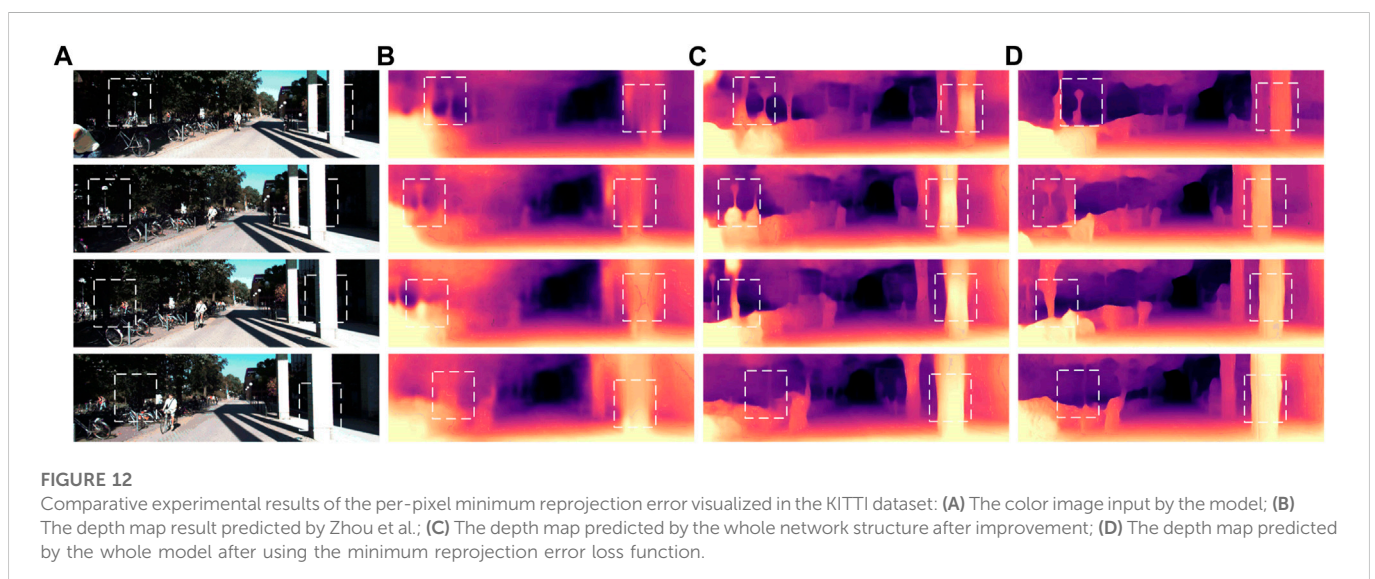 A B C D
FIGURE 12
Comparative experimental results of the per-pixel minimum reprojection error visualized in the KITTI dataset: (A) The color image input by the model; (B)
The depth map result predicted by Zhou et al.; (C) The depth map predicted by the whole network structure after improvement; (D) The depth map predicted
by the whole model after using the minimum reprojection error loss function.